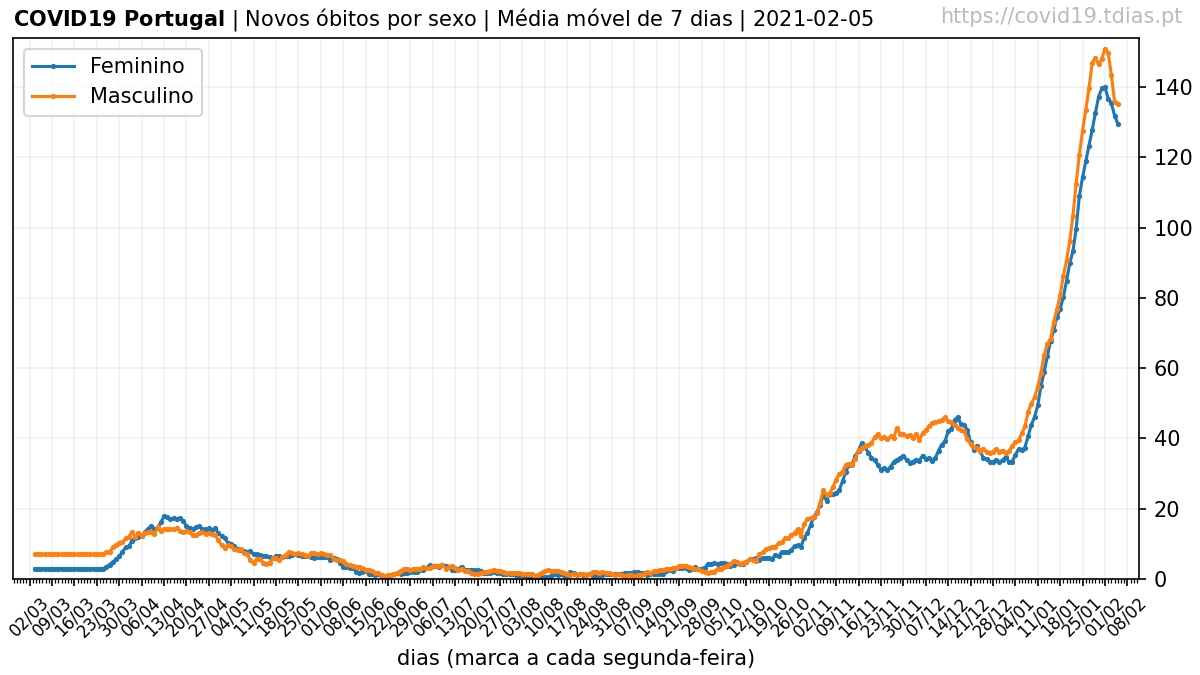 COVID19 Portugal | Novos óbitos por sexo | Média móvel de 7 dias | 2021-02-05
https://covid19.tdias.pt
Feminino
Masculino
140
120
100
80
60
40
20
0
02/03 09/03 16/03 23/03 30/03 6/04 13/04 20/04 27/04 04/05 11/05 18/05 25/05 01/06 08/06 15/06 22/06 29/06 06/07 13/07 20/07 27/07 03/08 10/08 17/08 24/08 31/08 07/09 14/09 21/09 28/09 05/10 12/10 19/10 26/10 02/11 09/11 16/11 23/11 30/11 07/12 14/12 21/12 28/12 04/01 11/01 18/01 25/01 01/02 08/02
dias (marca a cada segunda-feira)